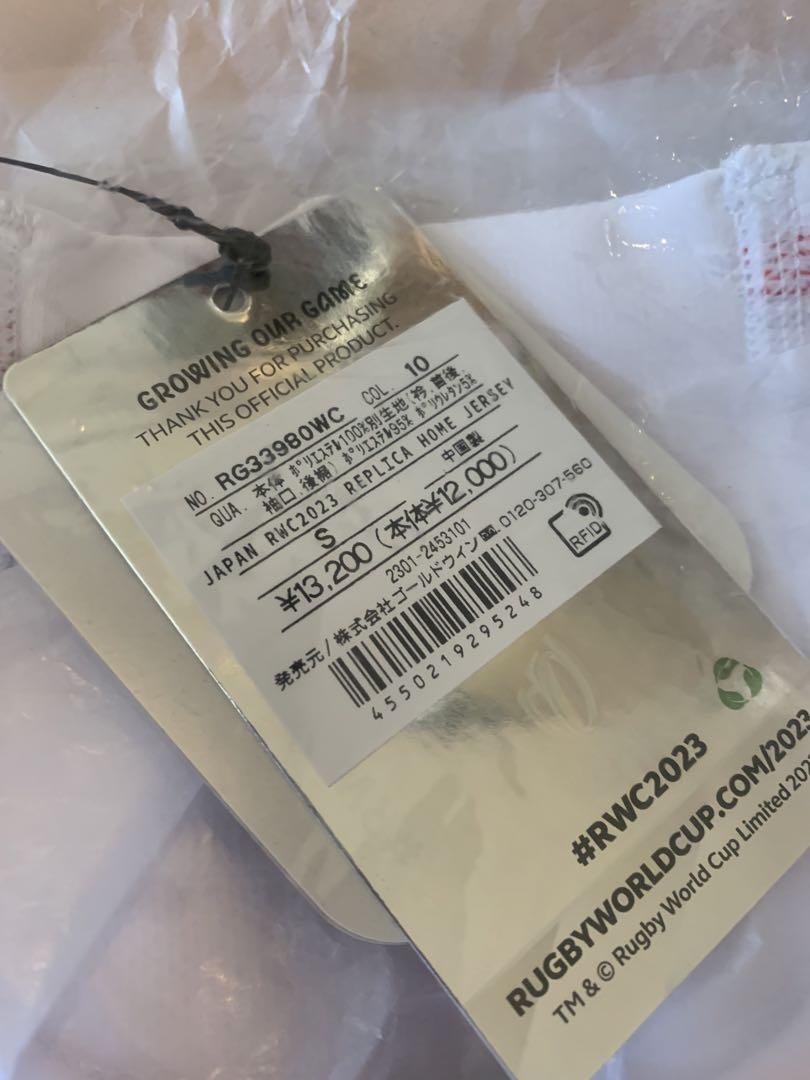 GROWING OUR GAME
THANK YOU FOR PURCHASING
THIS OFFICIAL PRODUCT.
NO. RG33980WC COL. 10
QUA. 本体 ポリエステル100%別生地(衿、首後、
袖口、後裾) ポリエステル95% ポリウレタン5%
JAPAN RWC2023 REPLICA HOME JERSEY
S 中国製
¥13,200 (本体¥12,000)
2301-2453101
発売元/株式会社ゴールドウイン 0120-307-560
RFID
4550219295248
#RWC2023
RUGBYWORLDCUP.COM/2023
TM & © Rugby World Cup Limited